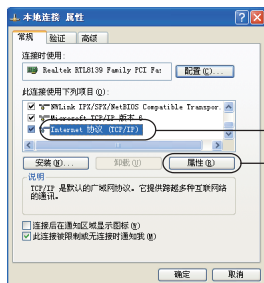 本地连接 属性
常规 验证 高级
连接时使用:
Realtek RTL8139 Family PCI Fa: 配置(C)...
此连接使用下列项目(O):
NWLink IPX/SPX/NetBIOS Compatible Transpor.
Microsoft TCP/IP 版本 6
Internet 协议 (TCP/IP)
安装(N)... 卸载(U) 属性(R)
说明
TCP/IP 是默认的广域网协议。它提供跨越多种互联网络
的通讯。
连接后在通知区域显示图标(W)
此连接被限制或无连接时通知我(M)
确定 取消